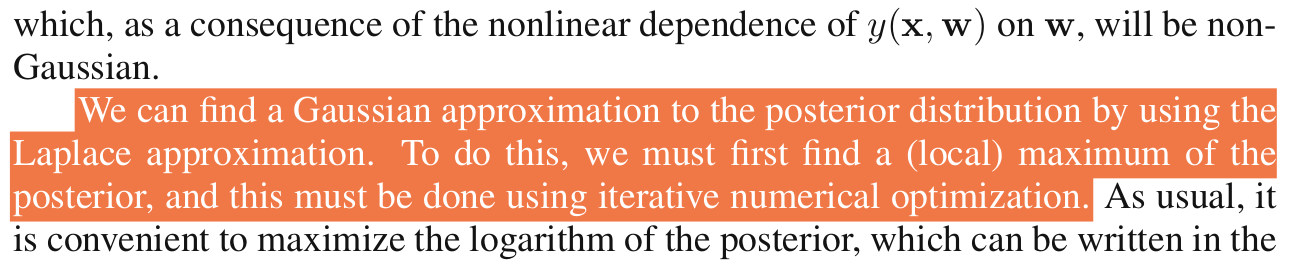 which, as a consequence of the nonlinear dependence of y(x, w) on w, will be non-
Gaussian.
We can find a Gaussian approximation to the posterior distribution by using the
Laplace approximation. To do this, we must first find a (local) maximum of the
posterior, and this must be done using iterative numerical optimization. As usual, it
is convenient to maximize the logarithm of the posterior, which can be written in the